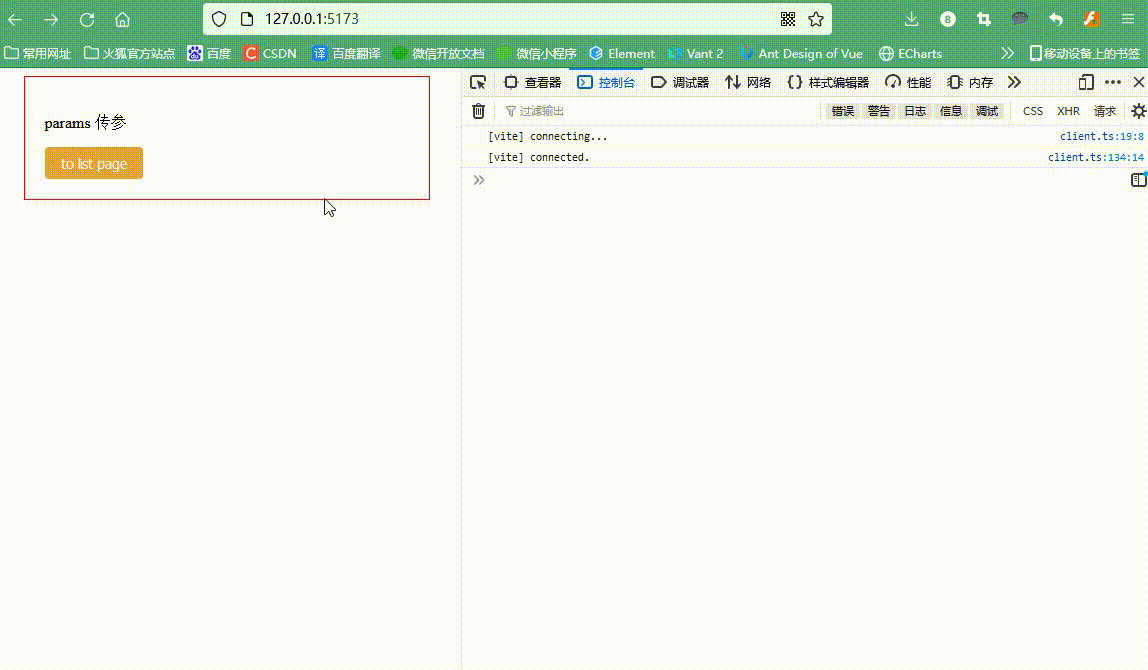 127.0.0.1:5173
8
常用网址 火狐官方站点 百度 C CSDN 译 百度翻译 微信开放文档 微信小程序 Element Vant 2 Ant Design of Vue ECharts 移动设备上的书签
查看器 控制台 调试器 网络 样式编辑器 性能 内存
过滤输出 错误 警告 日志 信息 调试 CSS XHR 请求
[vite] connecting... client.ts:19:8
[vite] connected. client.ts:134:14
params 传参
to list page